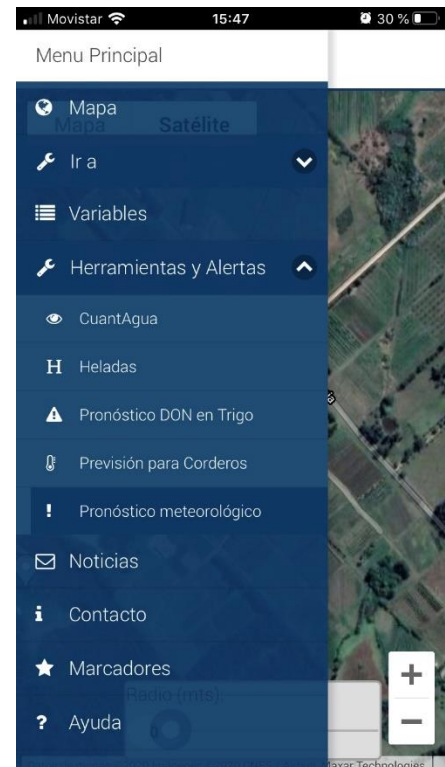 Movistar 15:47 30 %
Menu Principal
Mapa
Mapa Satélite
Ir a
Variables
Herramientas y Alertas
CuantAgua
H Heladas
Pronóstico DON en Trigo
Previsión para Corderos
! Pronóstico meteorológico
Noticias
i Contacto
Marcadores
Radio (mts):
? Ayuda
0
+
−
Maxar Technologies